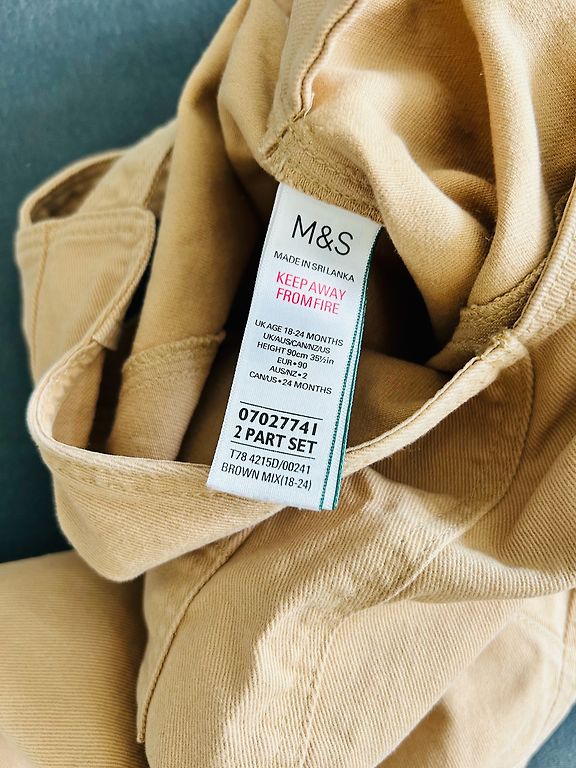 M&S
MADE IN SRI LANKA
KEEP AWAY
FROM FIRE
UK AGE 18-24 MONTHS
UK/AUS/CAN/NZ/US
HEIGHT 90cm 35½in
EUR•90
AUS/NZ•2
CAN/US•24 MONTHS
07027741
2 PART SET
T78 4215D/00241
BROWN MIX(18-24)